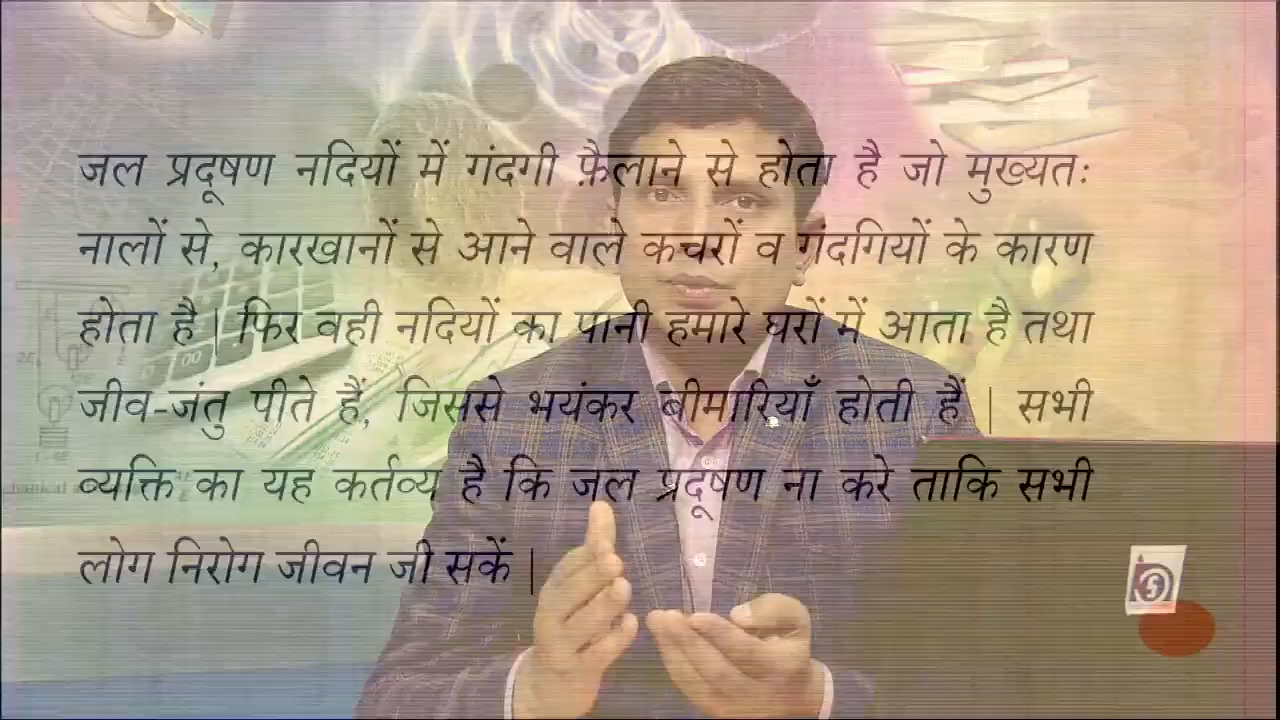 जल प्रदूषण नदियों में गंदगी फ़ैलाने से होता है जो मुख्यतः
नालों से, कारखानों से आने वाले कचरों व गंदगियों के कारण
होता है | फिर वही नदियों का पानी हमारे घरों में आता है तथा
जीव-जंतु पीते हैं, जिससे भयंकर बीमारियाँ होती हैं | सभी
व्यक्ति का यह कर्तव्य है कि जल प्रदूषण ना करे ताकि सभी
लोग निरोग जीवन जी सकें |